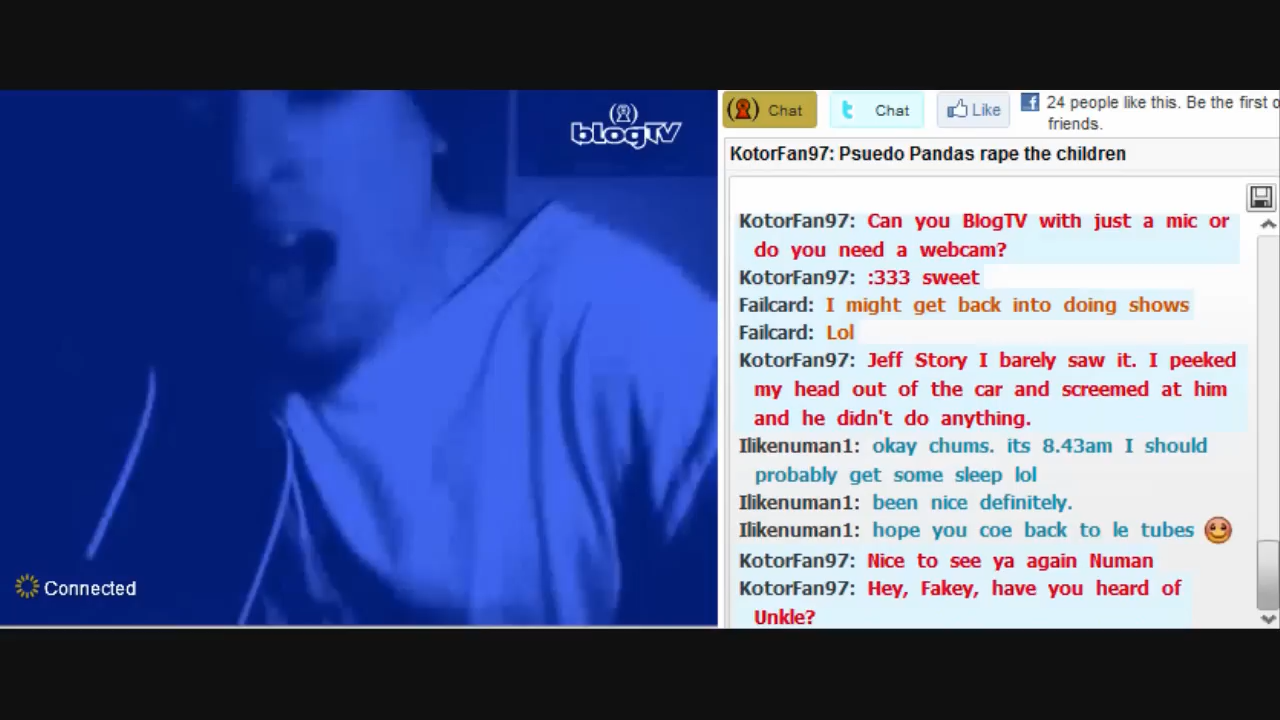 blogTV
Chat
Chat
Like
24 people like this. Be the first o
friends.
KotorFan97: Psuedo Pandas rape the children
KotorFan97: Can you BlogTV with just a mic or
do you need a webcam?
KotorFan97: :333 sweet
Failcard: I might get back into doing shows
Failcard: Lol
KotorFan97: Jeff Story I barely saw it. I peeked
my head out of the car and screemed at him
and he didn't do anything.
Ilikenuman1: okay chums. its 8.43am I should
probably get some sleep lol
Ilikenuman1: been nice definitely.
Ilikenuman1: hope you coe back to le tubes
KotorFan97: Nice to see ya again Numan
KotorFan97: Hey, Fakey, have you heard of
Unkle?
Connected